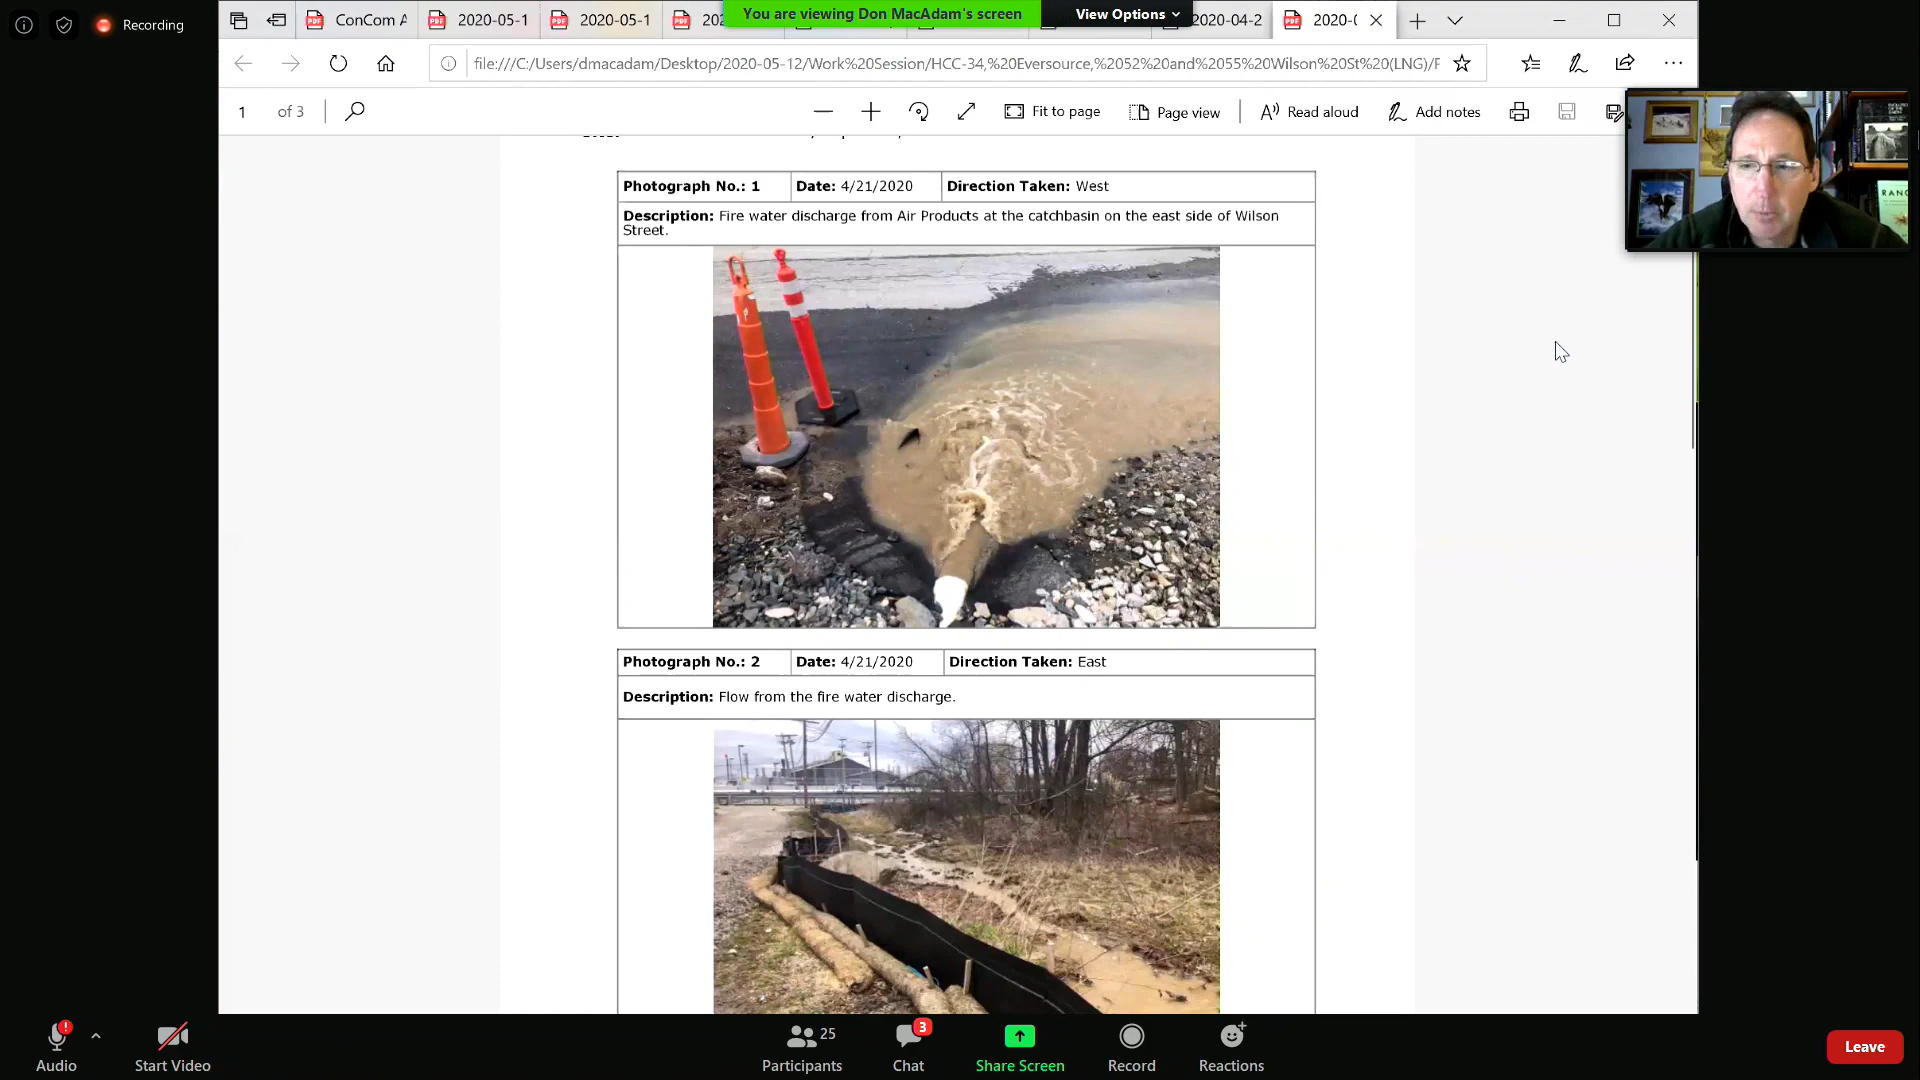 Recording
ConCom A
2020-05-1
2020-05-1
202
You are viewing Don MacAdam's screen
View Options
2020-04-2
2020-0
file:///C:/Users/dmacadam/Desktop/2020-05-12/Work%20Session/HCC-34,%20Eversource,%2052%20and%2055%20Wilson%20St%20(LNG)/F
1 of 3
Fit to page
Page view
Read aloud
Add notes
Photograph No.: 1 Date: 4/21/2020 Direction Taken: West
Description: Fire water discharge from Air Products at the catchbasin on the east side of Wilson
Street.
Photograph No.: 2 Date: 4/21/2020 Direction Taken: East
Description: Flow from the fire water discharge.
RANG
Audio
Start Video
Participants 25
Chat 3
Share Screen
Record
Reactions
Leave